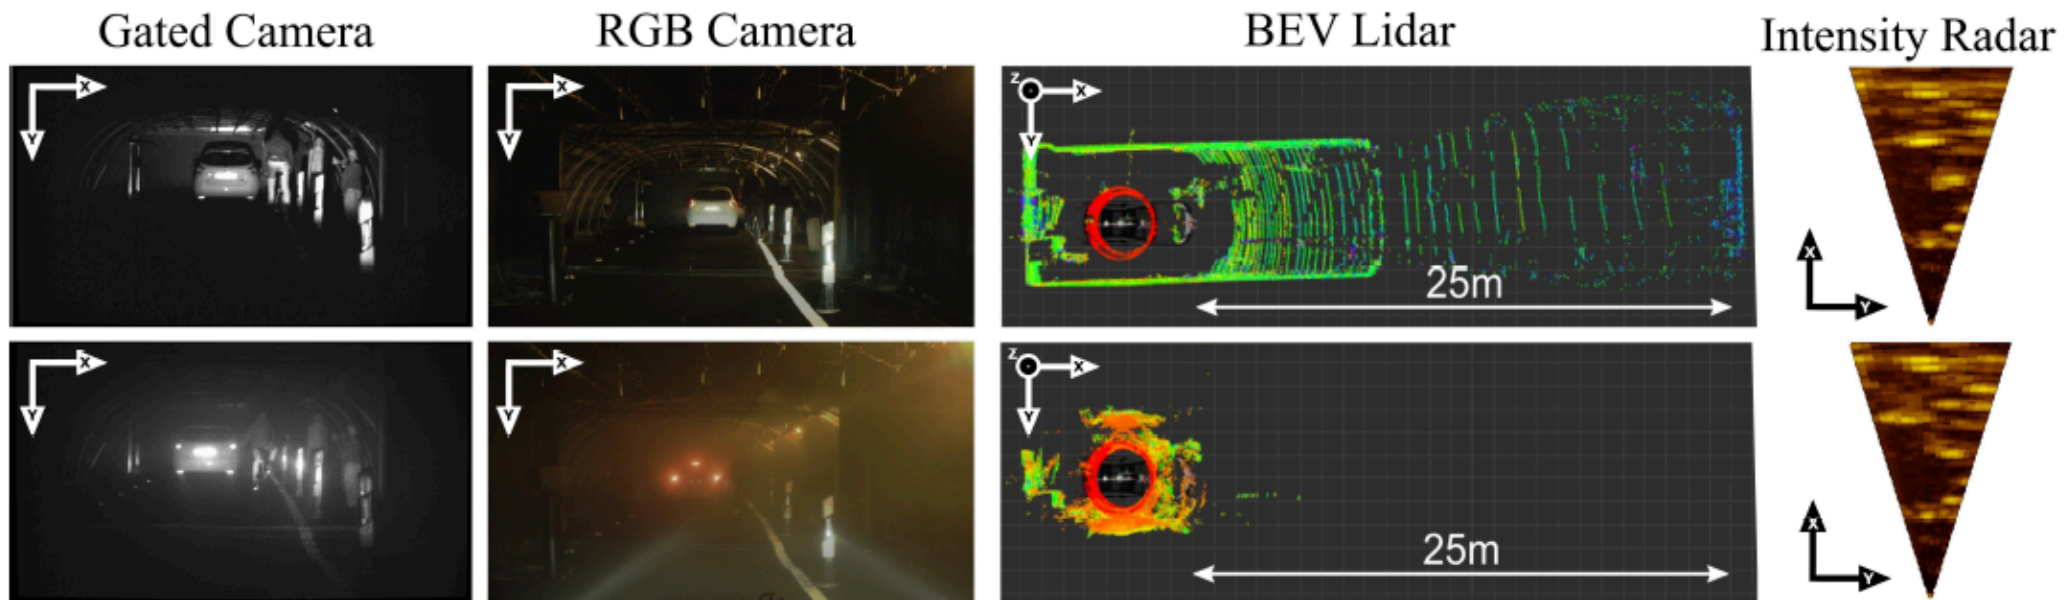 Gated Camera
RGB Camera
BEV Lidar
Intensity Radar
X
Y
X
Y
Z
X
Y
25m
X
Y
X
Y
X
Y
Z
X
Y
25m
X
Y